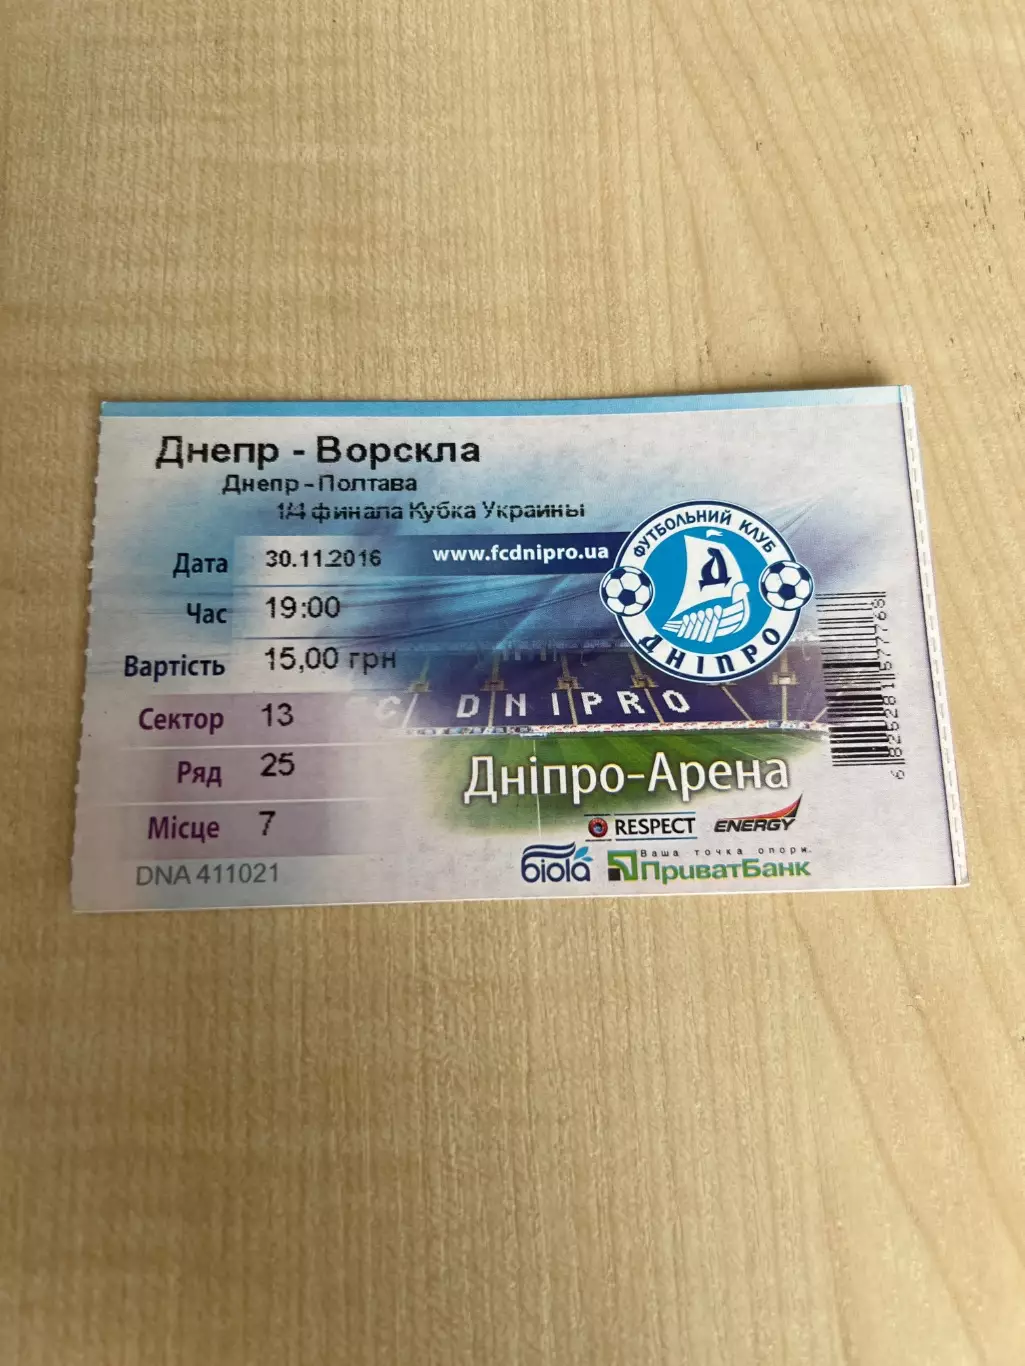 Днепр - Ворскла
Днепр - Полтава
1/4 финала Кубка Украины
Дата 30.11.2016
www.fcdnipro.ua
Час 19:00
Вартість 15,00 грн
Сектор 13
Ряд 25
Місце 7
DNA 411021
ФУТБОЛЬНИЙ КЛУБ
Д
ДНІПРО
C DNIPRO
Дніпро-Арена
RESPECT
ENERGY
biola
Ваша точка опори.
ПриватБанк